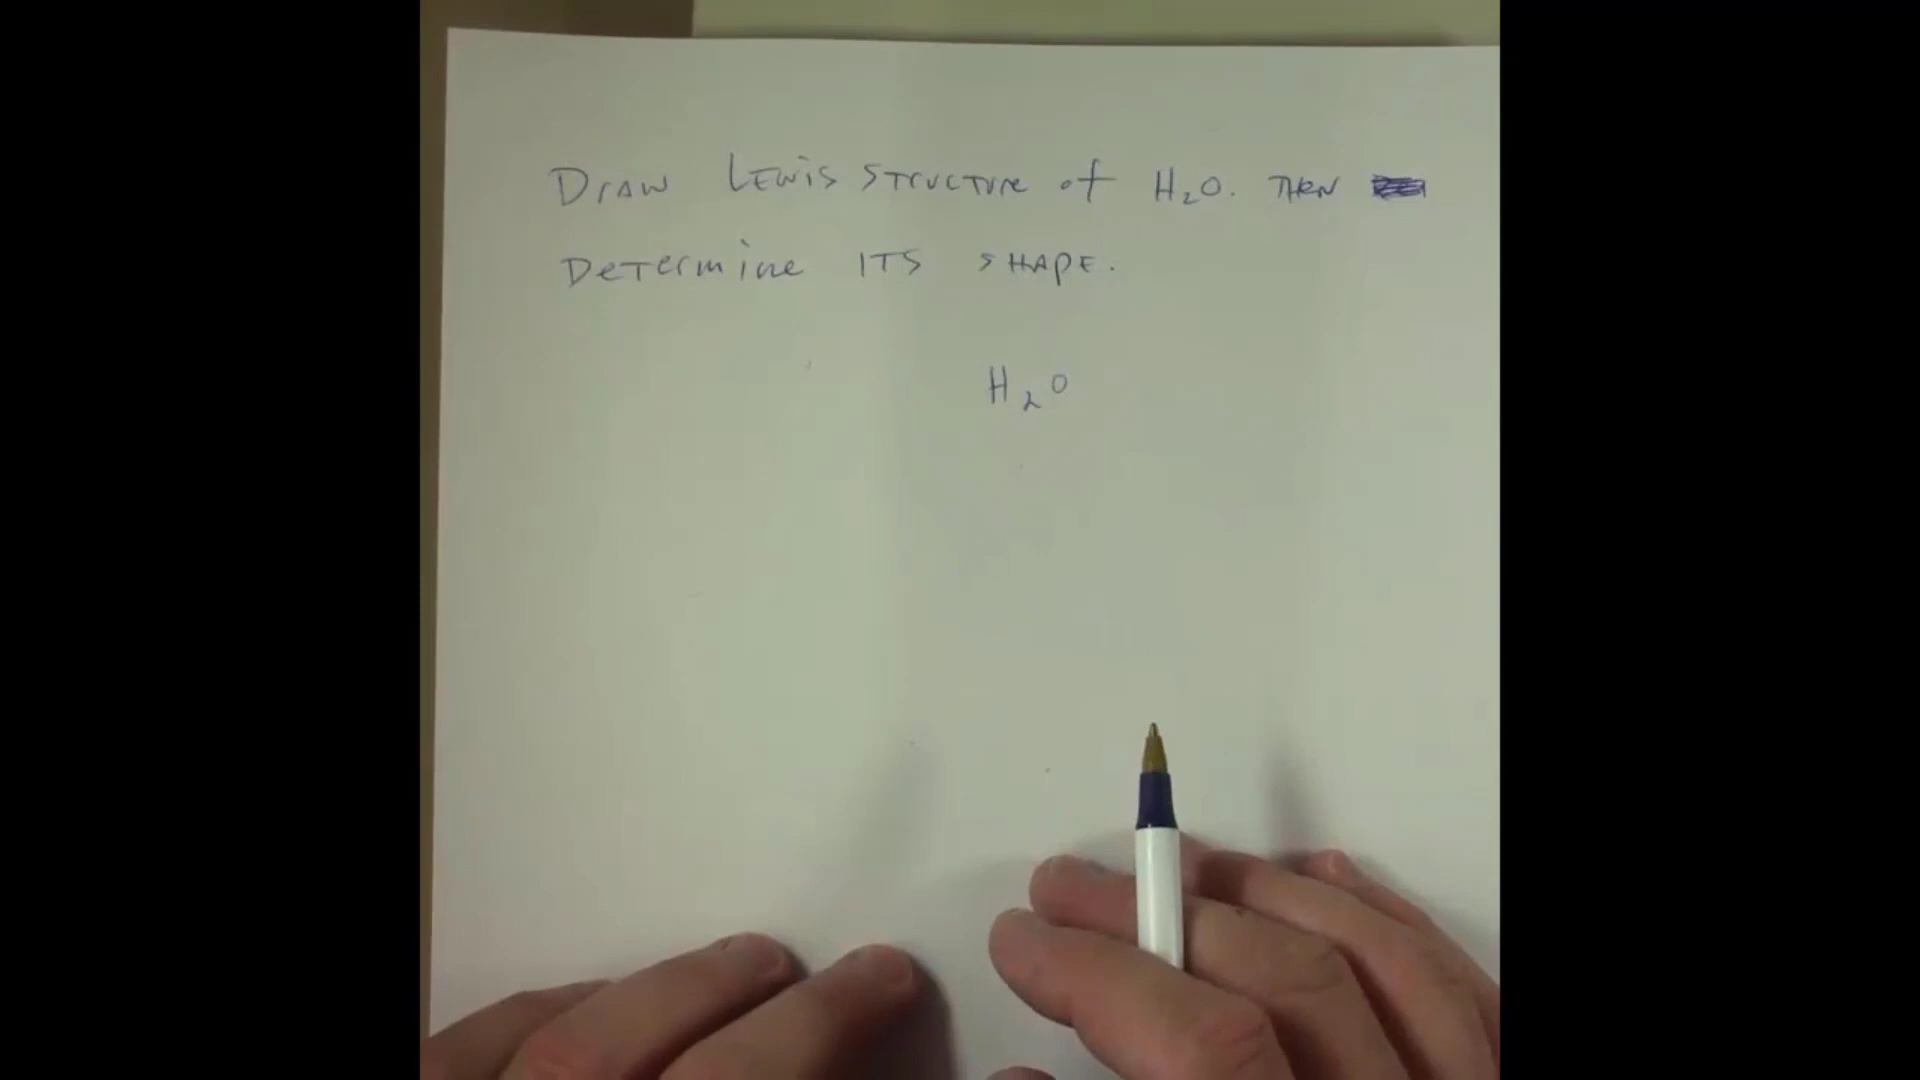 Draw Lewis structure of H₂O. Then
Determine its shape.
H₂O